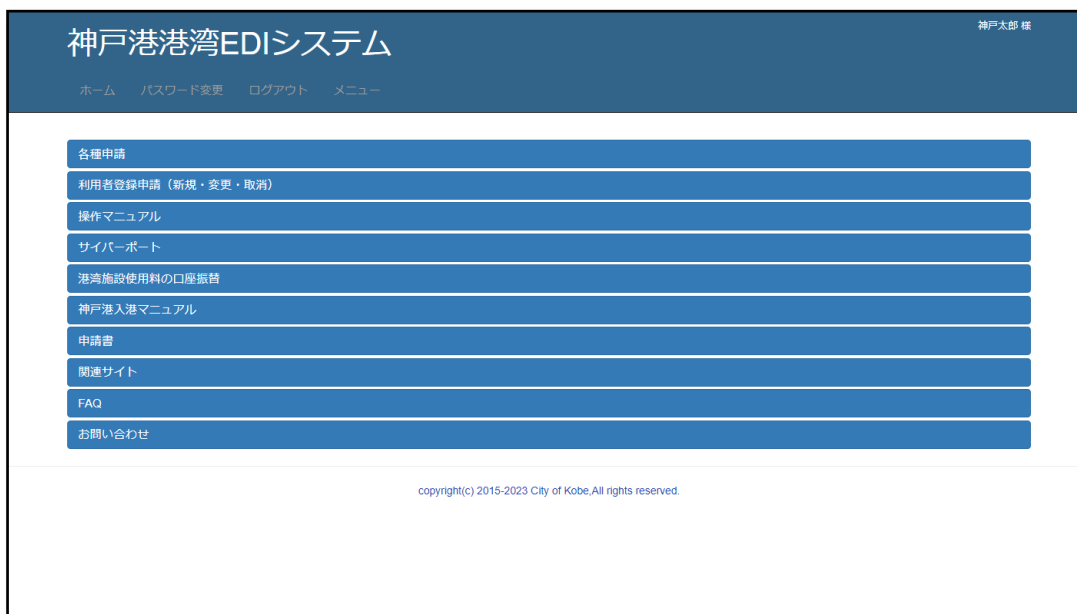 神戸港港湾EDIシステム
神戸太郎 様
ホーム パスワード変更 ログアウト メニュー
各種申請
利用者登録申請（新規・変更・取消）
操作マニュアル
サイバーポート
港湾施設使用料の口座振替
神戸港入港マニュアル
申請書
関連サイト
FAQ
お問い合わせ
copyright(c) 2015-2023 City of Kobe,All rights reserved.